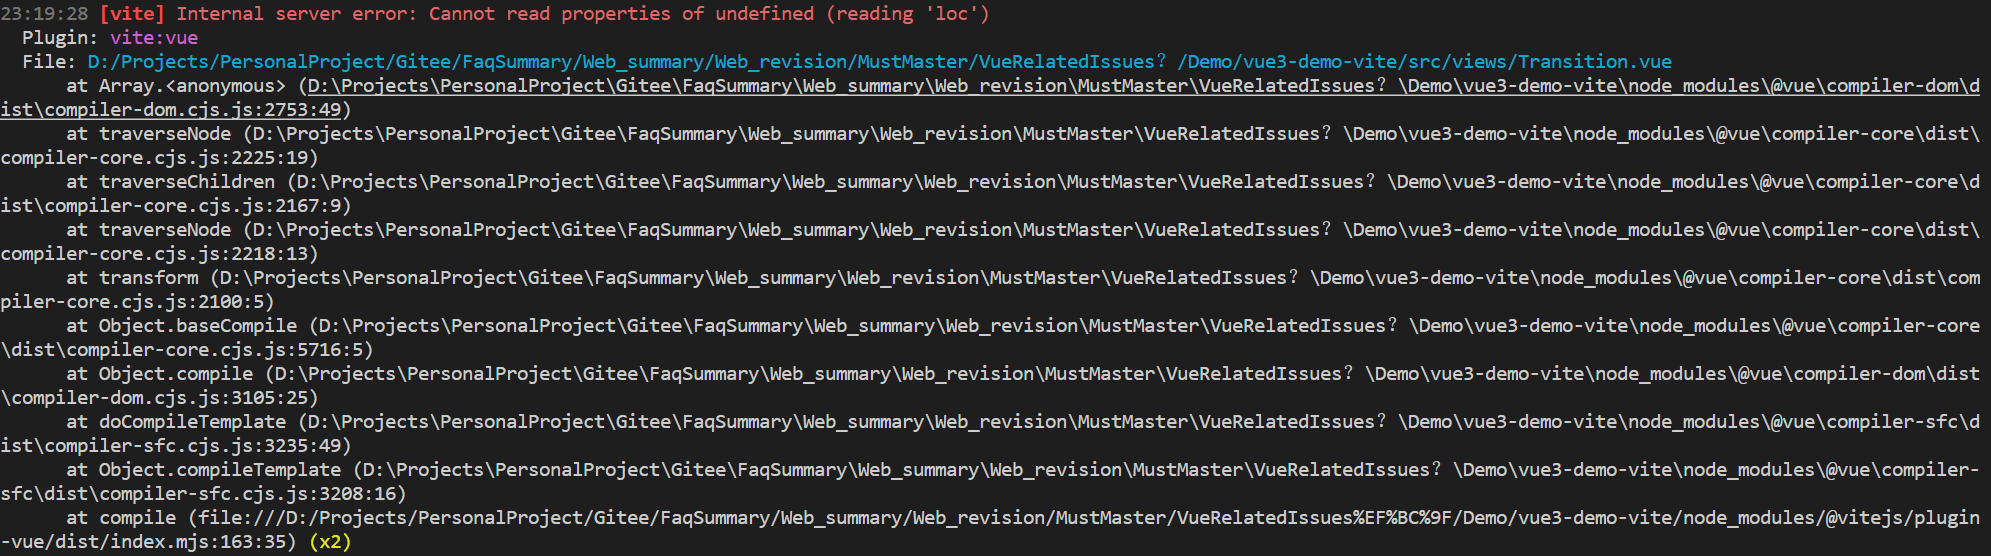 23:19:28 [vite] Internal server error: Cannot read properties of undefined (reading 'loc')
  Plugin: vite:vue
  File: D:/Projects/PersonalProject/Gitee/FaqSummary/Web_summary/Web_revision/MustMaster/VueRelatedIssues？/Demo/vue3-demo-vite/src/views/Transition.vue
      at Array.<anonymous> (D:\Projects\PersonalProject\Gitee\FaqSummary\Web_summary\Web_revision\MustMaster\VueRelatedIssues？\Demo\vue3-demo-vite\node_modules\@vue\compiler-dom\d
ist\compiler-dom.cjs.js:2753:49)
      at traverseNode (D:\Projects\PersonalProject\Gitee\FaqSummary\Web_summary\Web_revision\MustMaster\VueRelatedIssues？\Demo\vue3-demo-vite\node_modules\@vue\compiler-core\dist\
compiler-core.cjs.js:2225:19)
      at traverseChildren (D:\Projects\PersonalProject\Gitee\FaqSummary\Web_summary\Web_revision\MustMaster\VueRelatedIssues？\Demo\vue3-demo-vite\node_modules\@vue\compiler-core\d
ist\compiler-core.cjs.js:2167:9)
      at traverseNode (D:\Projects\PersonalProject\Gitee\FaqSummary\Web_summary\Web_revision\MustMaster\VueRelatedIssues？\Demo\vue3-demo-vite\node_modules\@vue\compiler-core\dist\
compiler-core.cjs.js:2218:13)
      at transform (D:\Projects\PersonalProject\Gitee\FaqSummary\Web_summary\Web_revision\MustMaster\VueRelatedIssues？\Demo\vue3-demo-vite\node_modules\@vue\compiler-core\dist\com
piler-core.cjs.js:2100:5)
      at Object.baseCompile (D:\Projects\PersonalProject\Gitee\FaqSummary\Web_summary\Web_revision\MustMaster\VueRelatedIssues？\Demo\vue3-demo-vite\node_modules\@vue\compiler-core
\dist\compiler-core.cjs.js:5716:5)
      at Object.compile (D:\Projects\PersonalProject\Gitee\FaqSummary\Web_summary\Web_revision\MustMaster\VueRelatedIssues？\Demo\vue3-demo-vite\node_modules\@vue\compiler-dom\dist
\compiler-dom.cjs.js:3105:25)
      at doCompileTemplate (D:\Projects\PersonalProject\Gitee\FaqSummary\Web_summary\Web_revision\MustMaster\VueRelatedIssues？\Demo\vue3-demo-vite\node_modules\@vue\compiler-sfc\d
ist\compiler-sfc.cjs.js:3235:49)
      at Object.compileTemplate (D:\Projects\PersonalProject\Gitee\FaqSummary\Web_summary\Web_revision\MustMaster\VueRelatedIssues？\Demo\vue3-demo-vite\node_modules\@vue\compiler-
sfc\dist\compiler-sfc.cjs.js:3208:16)
      at compile (file:///D:/Projects/PersonalProject/Gitee/FaqSummary/Web_summary/Web_revision/MustMaster/VueRelatedIssues%EF%BC%9F/Demo/vue3-demo-vite/node_modules/@vitejs/plugin
-vue/dist/index.mjs:163:35) (x2)